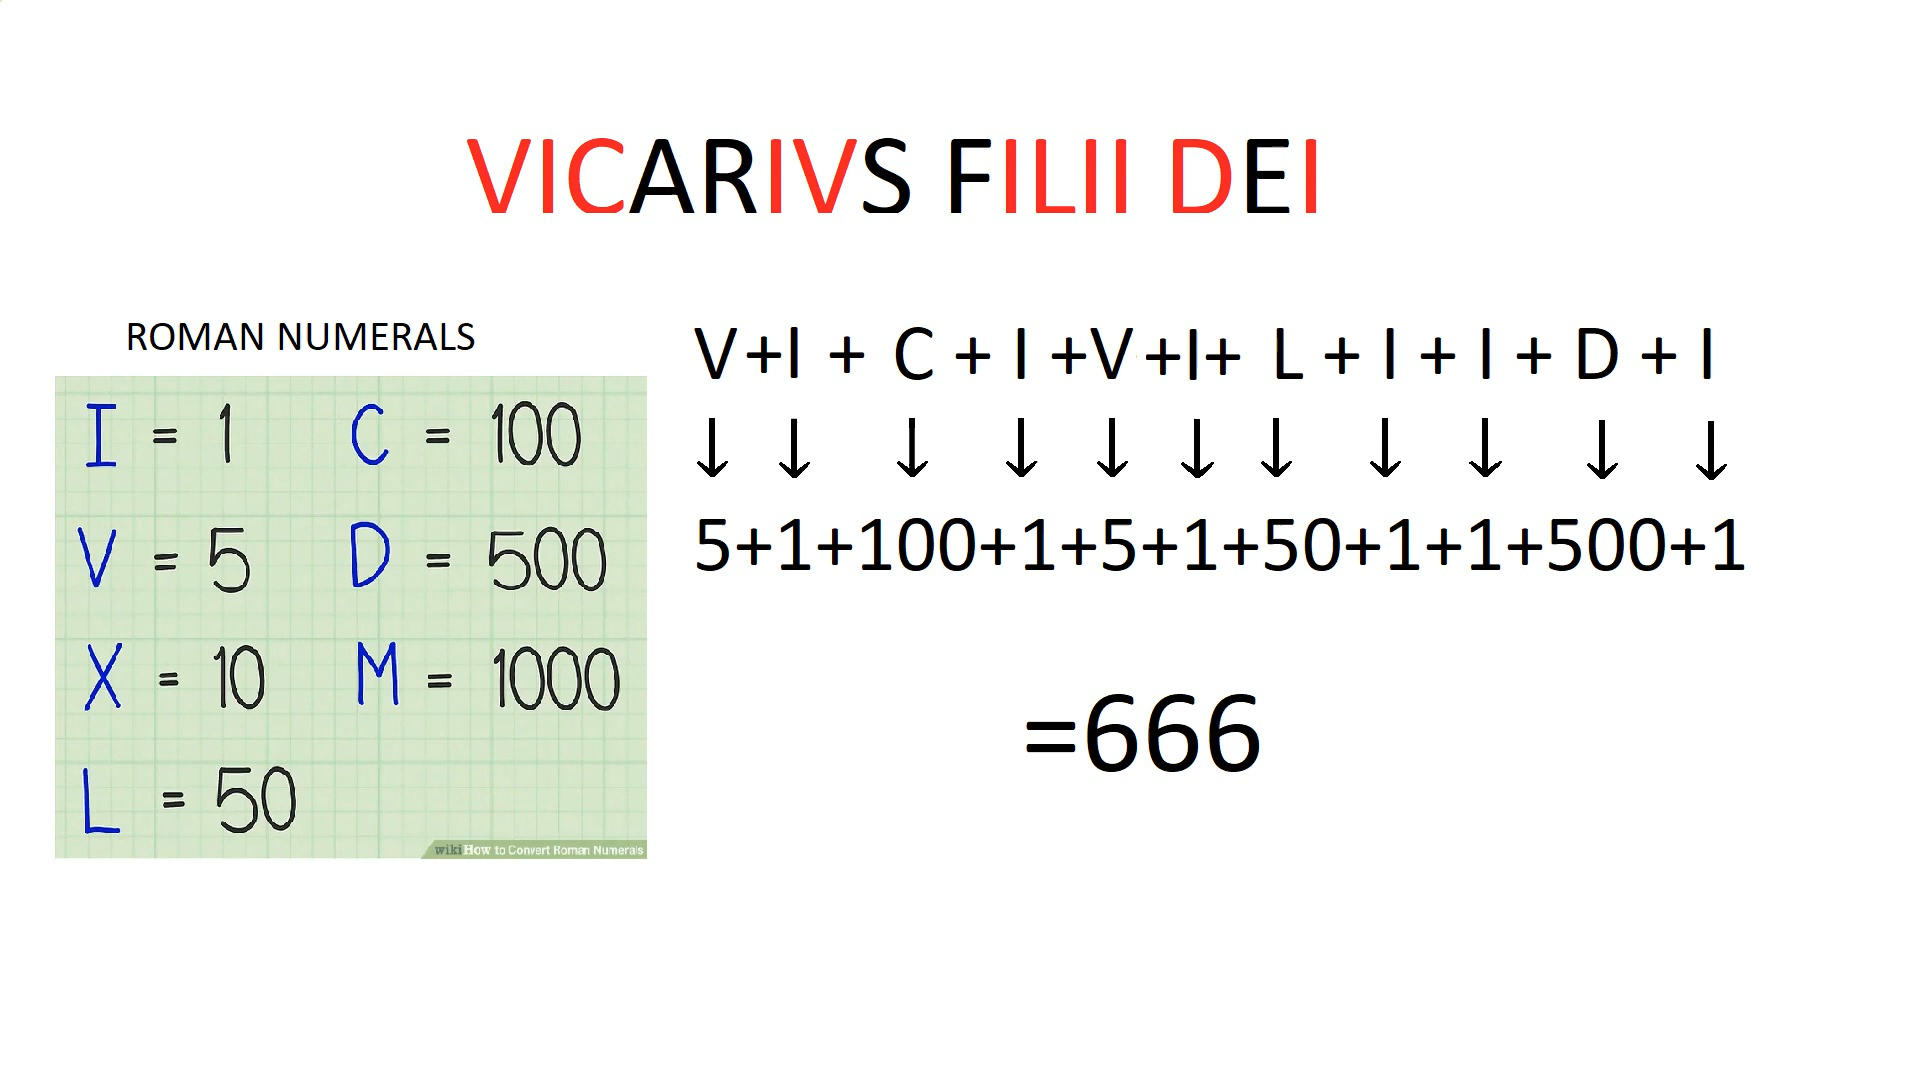 VICARIVS FILII DEI
ROMAN NUMERALS
I = 1 C = 100
V = 5 D = 500
X = 10 M = 1000
L = 50
wikiHow to Convert Roman Numerals
V+I + C + I +V+I+ L + I + I + D + I
↓ ↓ ↓ ↓ ↓ ↓ ↓ ↓ ↓ ↓ ↓
5+1+100+1+5+1+50+1+1+500+1
=666